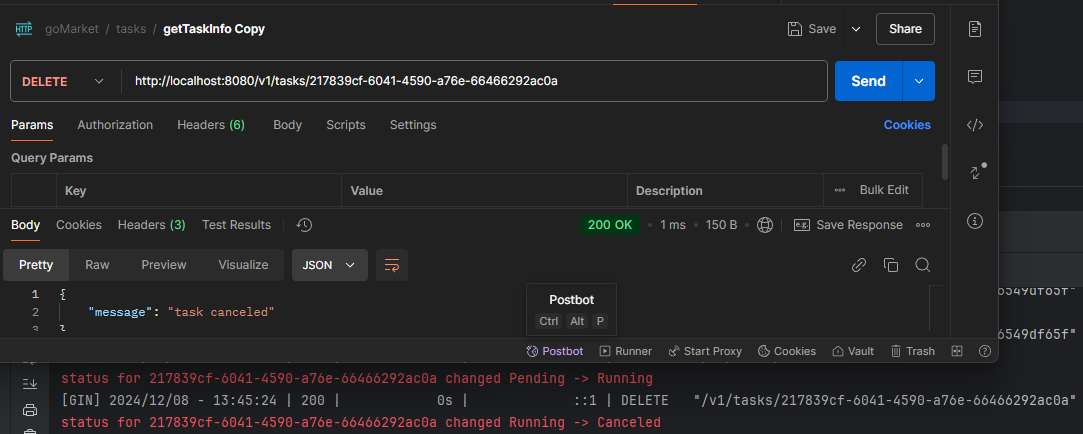 HTTP goMarket / tasks / getTaskInfo Copy Save Share
DELETE http://localhost:8080/v1/tasks/217839cf-6041-4590-a76e-66466292ac0a Send
Params Authorization Headers (6) Body Scripts Settings Cookies
Query Params
Key Value Description Bulk Edit
Body Cookies Headers (3) Test Results 200 OK 1 ms 150 B e.g. Save Response
Pretty Raw Preview Visualize JSON
1 {
2 "message": "task canceled"
3 }
Postbot
Ctrl Alt P
6549df65f"
6549df65f"
Postbot Runner Start Proxy Cookies Vault Trash
status for 217839cf-6041-4590-a76e-66466292ac0a changed Pending -> Running
[GIN] 2024/12/08 - 13:45:24 | 200 | 0s | ::1 | DELETE "/v1/tasks/217839cf-6041-4590-a76e-66466292ac0a"
status for 217839cf-6041-4590-a76e-66466292ac0a changed Running -> Canceled